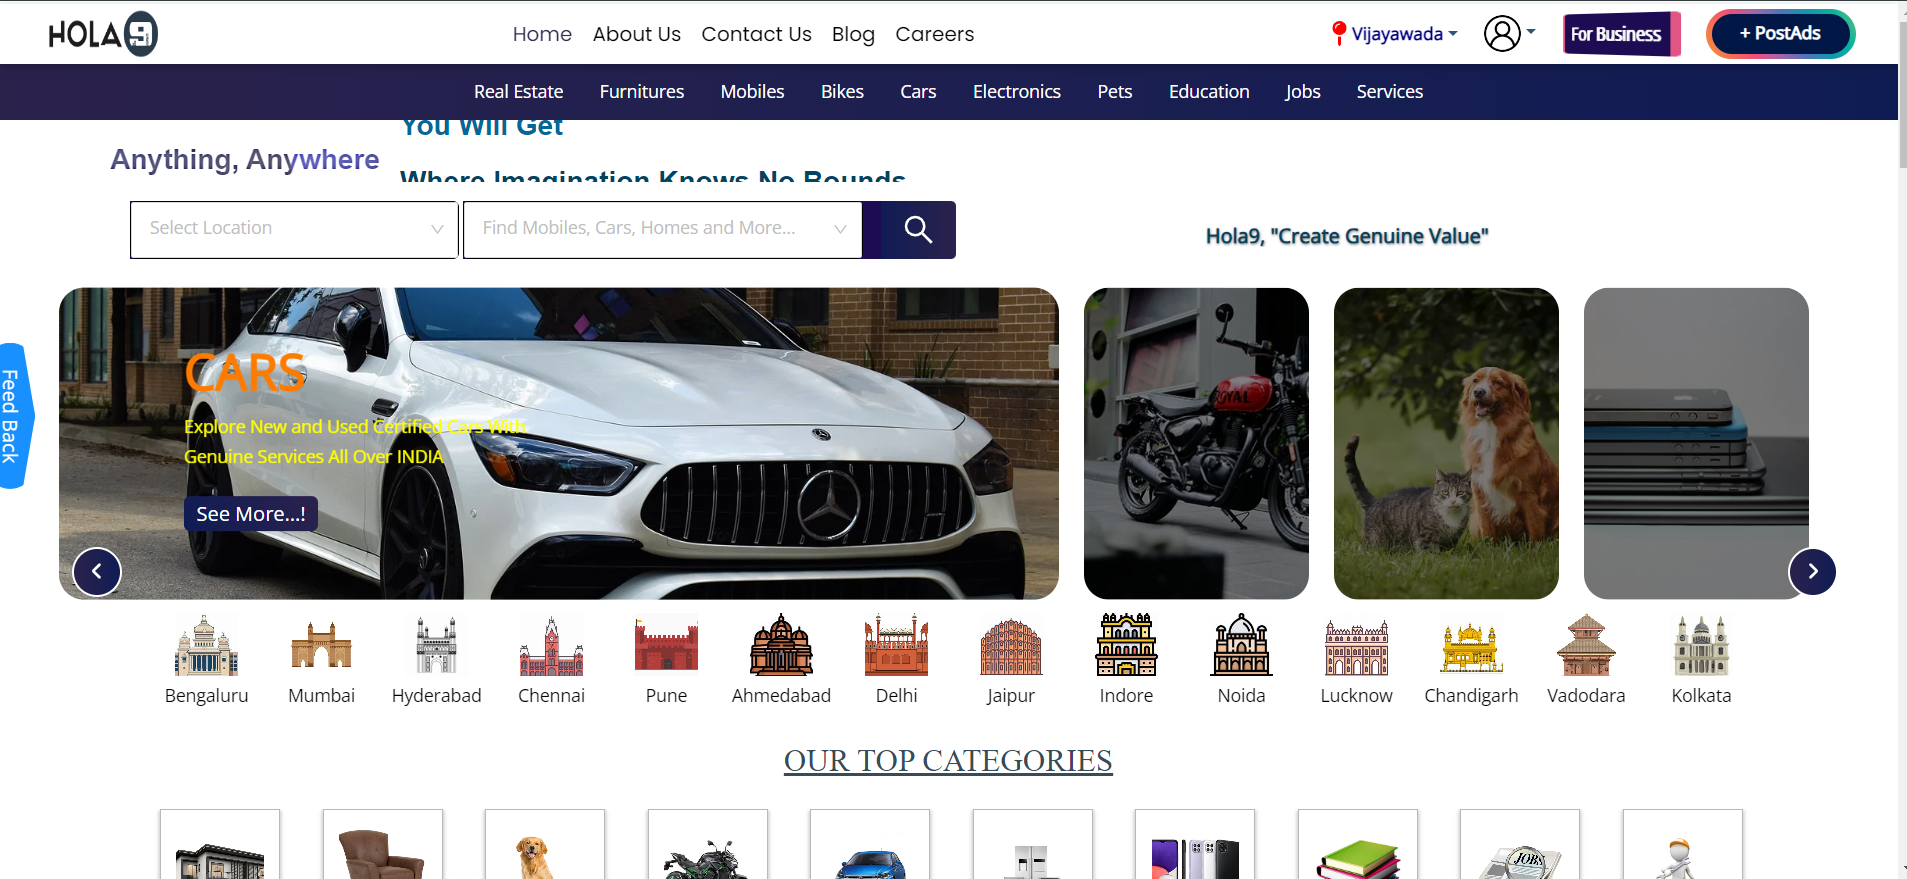 HOLA 9
Home About Us Contact Us Blog Careers
Vijayawada
For Business
+ PostAds
Real Estate Furnitures Mobiles Bikes Cars Electronics Pets Education Jobs Services
You Will Get
Anything, Anywhere
Where Imagination Knows No Bounds
Select Location
Find Mobiles, Cars, Homes and More...
Hola9, "Create Genuine Value"
Feed Back
CARS
Explore New and Used Certified Cars With
Genuine Services All Over INDIA
See More...!
ROYAL
Bengaluru Mumbai Hyderabad Chennai Pune Ahmedabad Delhi Jaipur Indore Noida Lucknow Chandigarh Vadodara Kolkata
OUR TOP CATEGORIES
JOBS